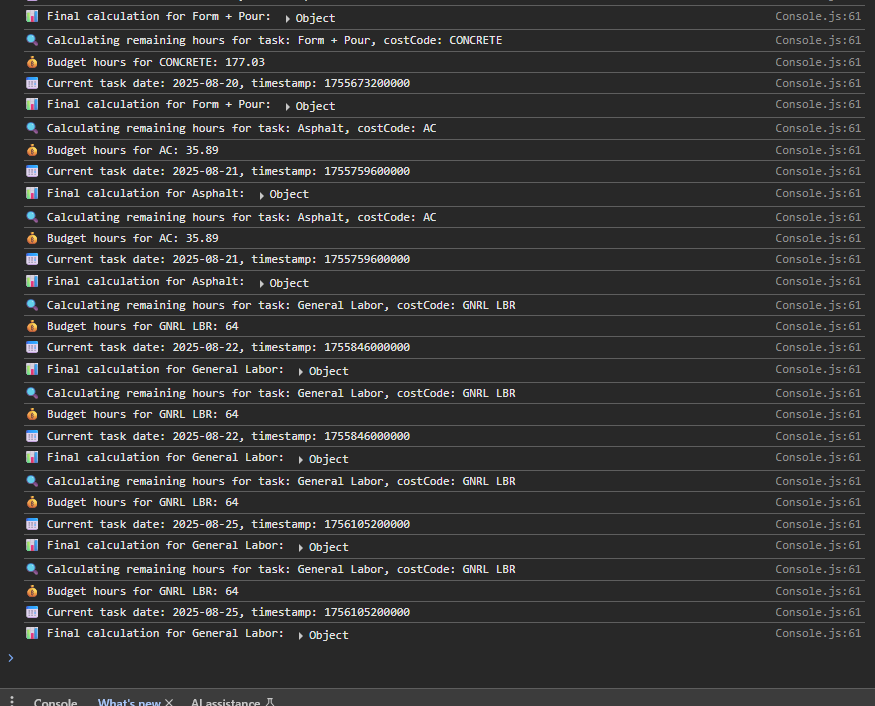 Final calculation for Form + Pour: ▶ Object Console.js:61
Calculating remaining hours for task: Form + Pour, costCode: CONCRETE Console.js:61
Budget hours for CONCRETE: 177.03 Console.js:61
Current task date: 2025-08-20, timestamp: 1755673200000 Console.js:61
Final calculation for Form + Pour: ▶ Object Console.js:61
Calculating remaining hours for task: Asphalt, costCode: AC Console.js:61
Budget hours for AC: 35.89 Console.js:61
Current task date: 2025-08-21, timestamp: 1755759600000 Console.js:61
Final calculation for Asphalt: ▶ Object Console.js:61
Calculating remaining hours for task: Asphalt, costCode: AC Console.js:61
Budget hours for AC: 35.89 Console.js:61
Current task date: 2025-08-21, timestamp: 1755759600000 Console.js:61
Final calculation for Asphalt: ▶ Object Console.js:61
Calculating remaining hours for task: General Labor, costCode: GNRL LBR Console.js:61
Budget hours for GNRL LBR: 64 Console.js:61
Current task date: 2025-08-22, timestamp: 1755846000000 Console.js:61
Final calculation for General Labor: ▶ Object Console.js:61
Calculating remaining hours for task: General Labor, costCode: GNRL LBR Console.js:61
Budget hours for GNRL LBR: 64 Console.js:61
Current task date: 2025-08-22, timestamp: 1755846000000 Console.js:61
Final calculation for General Labor: ▶ Object Console.js:61
Calculating remaining hours for task: General Labor, costCode: GNRL LBR Console.js:61
Budget hours for GNRL LBR: 64 Console.js:61
Current task date: 2025-08-25, timestamp: 1756105200000 Console.js:61
Final calculation for General Labor: ▶ Object Console.js:61
Calculating remaining hours for task: General Labor, costCode: GNRL LBR Console.js:61
Budget hours for GNRL LBR: 64 Console.js:61
Current task date: 2025-08-25, timestamp: 1756105200000 Console.js:61
Final calculation for General Labor: ▶ Object Console.js:61
Console What's new AI assistance